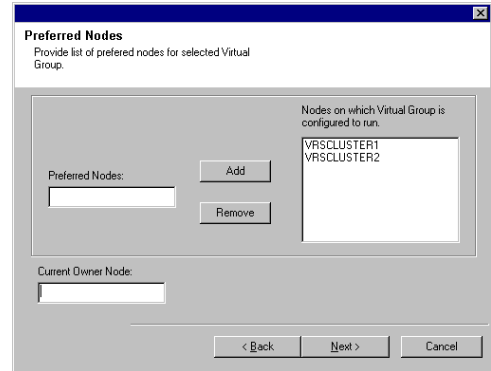 Preferred Nodes
Provide list of prefered nodes for selected Virtual
Group.
Nodes on which Virtual Group is
configured to run.
VRSCLUSTER1
VRSCLUSTER2
Preferred Nodes:
Add
Remove
Current Owner Node:
< Back
Next >
Cancel